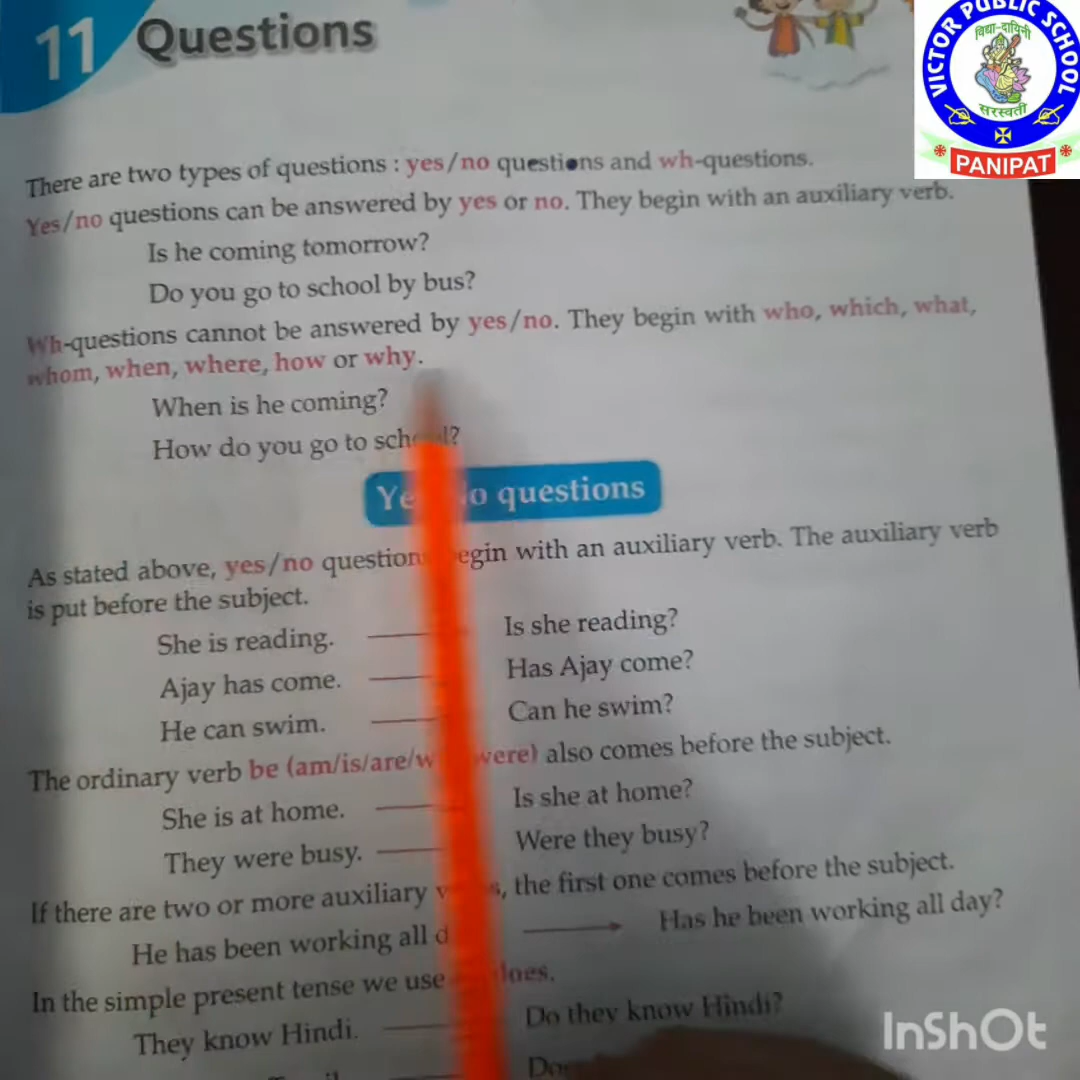 11 Questions
VICTOR PUBLIC SCHOOL
विद्या-दायिनी
सरस्वती
PANIPAT
There are two types of questions : yes/no questions and wh-questions.
Yes/no questions can be answered by yes or no. They begin with an auxiliary verb.
Is he coming tomorrow?
Do you go to school by bus?
Wh-questions cannot be answered by yes/no. They begin with who, which, what,
whom, when, where, how or why.
When is he coming?
How do you go to school?
questions
As stated above, yes/no question begin with an auxiliary verb. The auxiliary verb
is put before the subject.
She is reading. Is she reading?
Ajay has come. Has Ajay come?
He can swim. Can he swim?
The ordinary verb be (am/is/are/ were) also comes before the subject.
She is at home. Is she at home?
They were busy. Were they busy?
If there are two or more auxiliary , the first one comes before the subject.
He has been working all Has he been working all day?
In the simple present tense we use does.
They know Hindi. Do they know Hindi?
InShOt